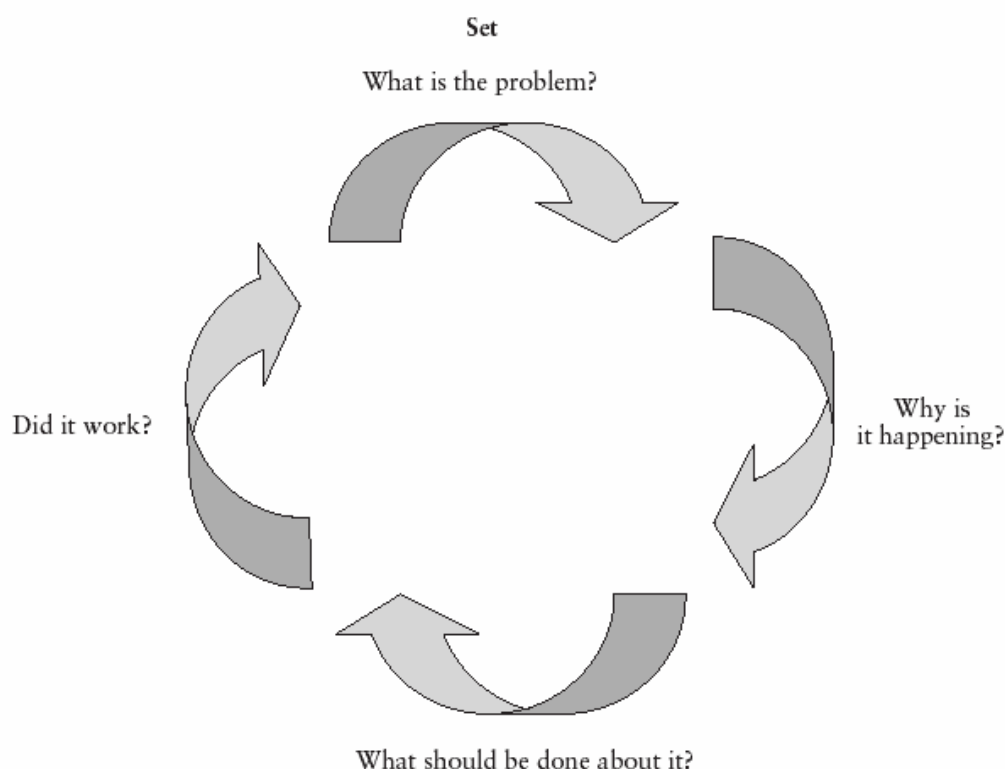 Set
What is the problem?
Why is
it happening?
What should be done about it?
Did it work?